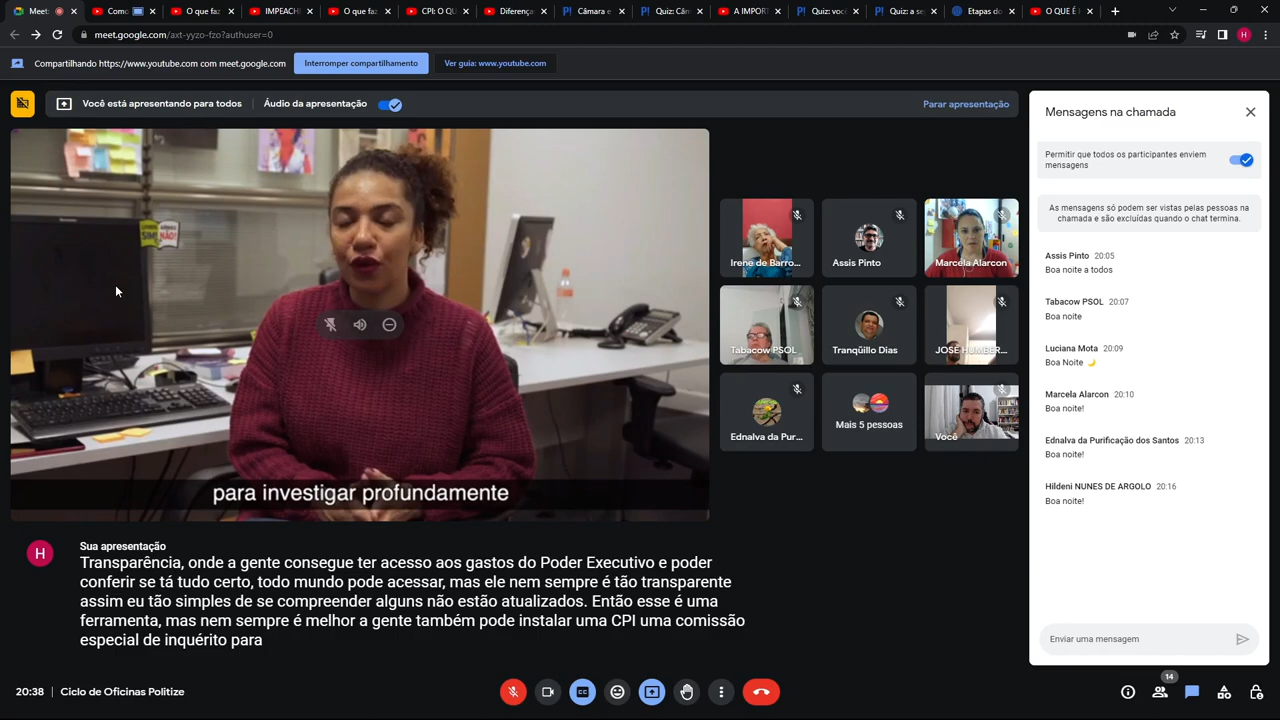 Meet:
Como
O que faz
IMPEACH
O que faz
CPI: O QU
Diferença
Câmara e
Quiz: Câm
A IMPORT
Quiz: você
Quiz: a se
Etapas do
O QUE É
meet.google.com/axt-yyzo-fzo?authuser=0
H
Compartilhando https://www.youtube.com com meet.google.com
Interromper compartilhamento
Ver guia: www.youtube.com
Você está apresentando para todos
Áudio da apresentação
Parar apresentação
para investigar profundamente
Irene de Barro...
Assis Pinto
Marcela Alarcon
Tabacow PSOL
Tranqüillo Dias
JOSÉ HUMBER...
Ednalva da Pur...
Mais 5 pessoas
Você
Mensagens na chamada
Permitir que todos os participantes enviem
mensagens
As mensagens só podem ser vistas pelas pessoas na
chamada e são excluídas quando o chat termina.
Assis Pinto 20:05
Boa noite a todos
Tabacow PSOL 20:07
Boa noite
Luciana Mota 20:09
Boa Noite 🌙
Marcela Alarcon 20:10
Boa noite!
Ednalva da Purificação dos Santos 20:13
Boa noite!
Hildeni NUNES DE ARGOLO 20:16
Boa noite!
Enviar uma mensagem
H
Sua apresentação
Transparência, onde a gente consegue ter acesso aos gastos do Poder Executivo e poder
conferir se tá tudo certo, todo mundo pode acessar, mas ele nem sempre é tão transparente
assim eu tão simples de se compreender alguns não estão atualizados. Então esse é uma
ferramenta, mas nem sempre é melhor a gente também pode instalar uma CPI uma comissão
especial de inquérito para
20:38 | Ciclo de Oficinas Politize
14